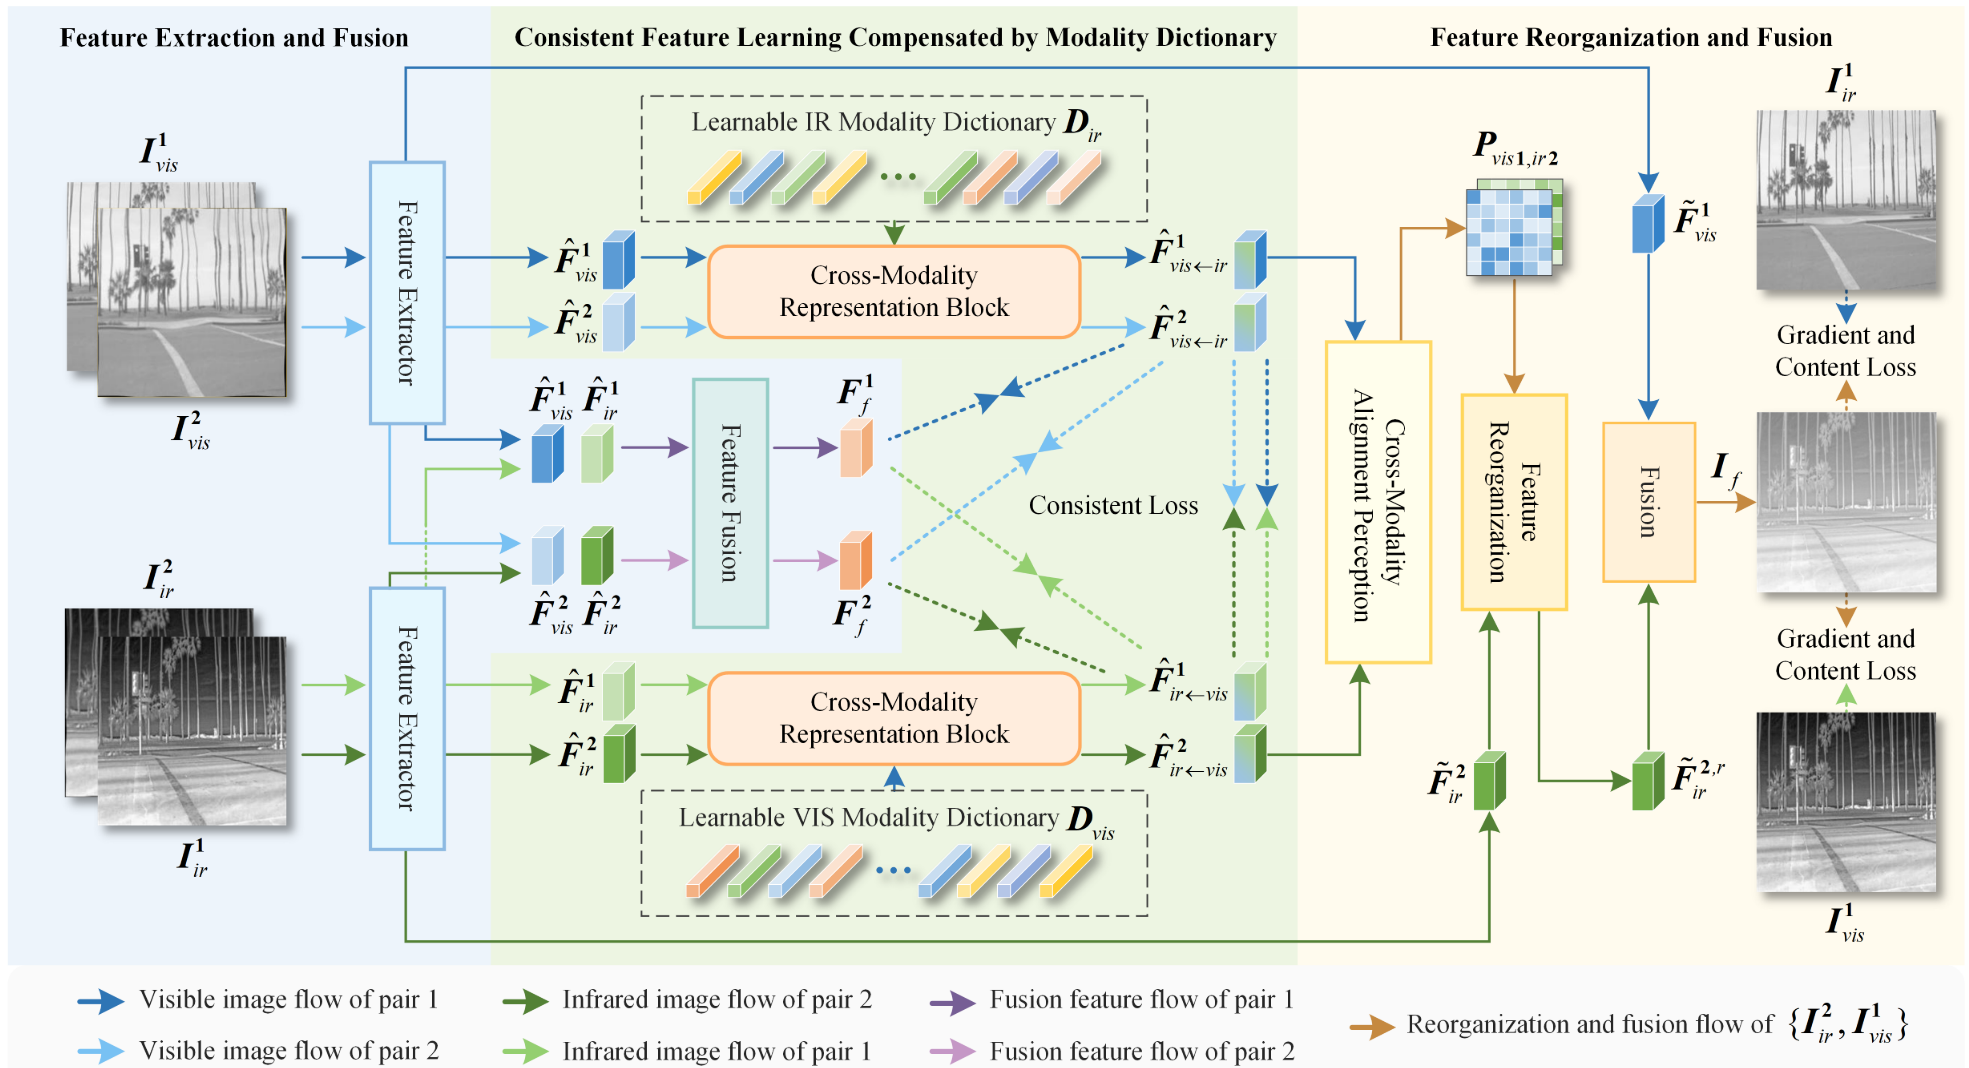 Feature Extraction and Fusion
Consistent Feature Learning Compensated by Modality Dictionary
Feature Reorganization and Fusion
I^1_vis
I^2_vis
I^2_ir
I^1_ir
Feature Extractor
Feature Extractor
Learnable IR Modality Dictionary D_ir
F̂^1_vis
F̂^2_vis
Cross-Modality
Representation Block
F̂^1_vis←ir
F̂^2_vis←ir
F̂^1_vis F̂^1_ir
F̂^2_vis F̂^2_ir
Feature Fusion
F^1_f
F^2_f
Consistent Loss
F̂^1_ir
F̂^2_ir
Cross-Modality
Representation Block
F̂^1_ir←vis
F̂^2_ir←vis
Learnable VIS Modality Dictionary D_vis
Cross-Modality
Alignment Perception
P_vis1,ir2
Feature
Reorganization
F̃^1_vis
Fusion
F̃^2_ir
F̃^2,r_ir
I_f
I^1_ir
Gradient and
Content Loss
Gradient and
Content Loss
I^1_vis
Visible image flow of pair 1
Infrared image flow of pair 2
Fusion feature flow of pair 1
Visible image flow of pair 2
Infrared image flow of pair 1
Fusion feature flow of pair 2
Reorganization and fusion flow of {I^2_ir, I^1_vis}